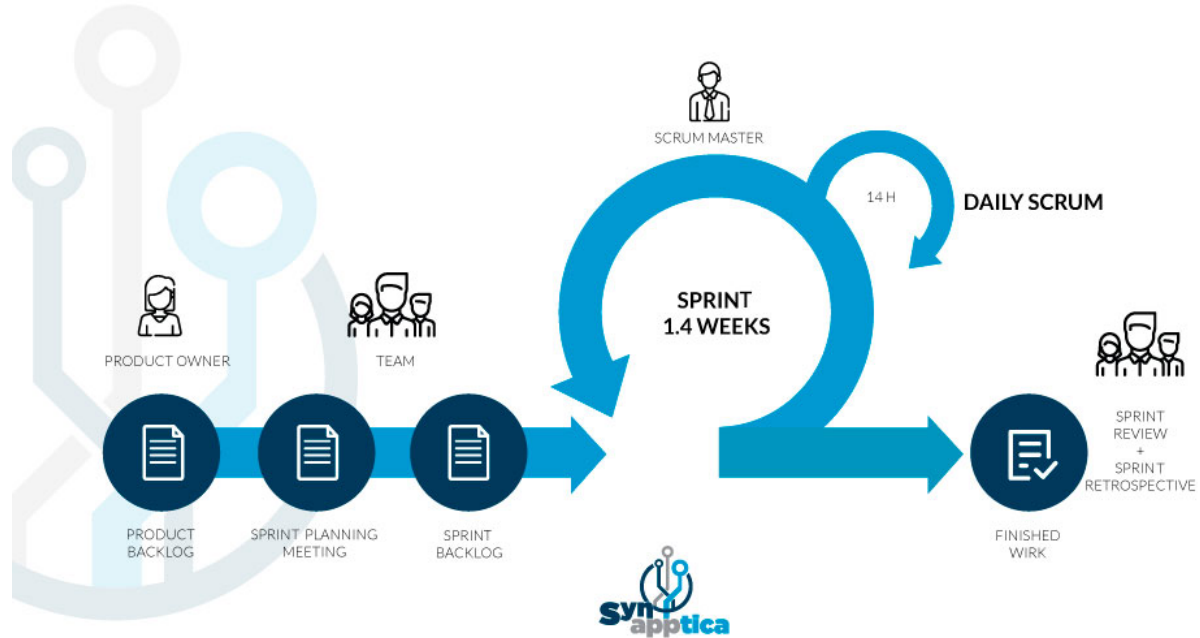 SCRUM MASTER
14 H
DAILY SCRUM
SPRINT
1.4 WEEKS
PRODUCT OWNER
TEAM
PRODUCT
BACKLOG
SPRINT PLANNING
MEETING
SPRINT
BACKLOG
FINISHED
WIRK
SPRINT
REVIEW
+
SPRINT
RETROSPECTIVE
Syn
apptica